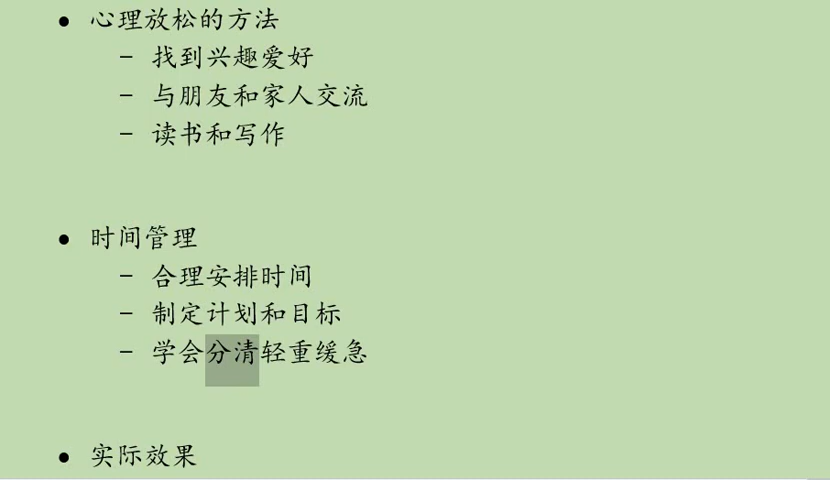 ● 心理放松的方法
– 找到兴趣爱好
– 与朋友和家人交流
– 读书和写作
● 时间管理
– 合理安排时间
– 制定计划和目标
– 学会分清轻重缓急
● 实际效果